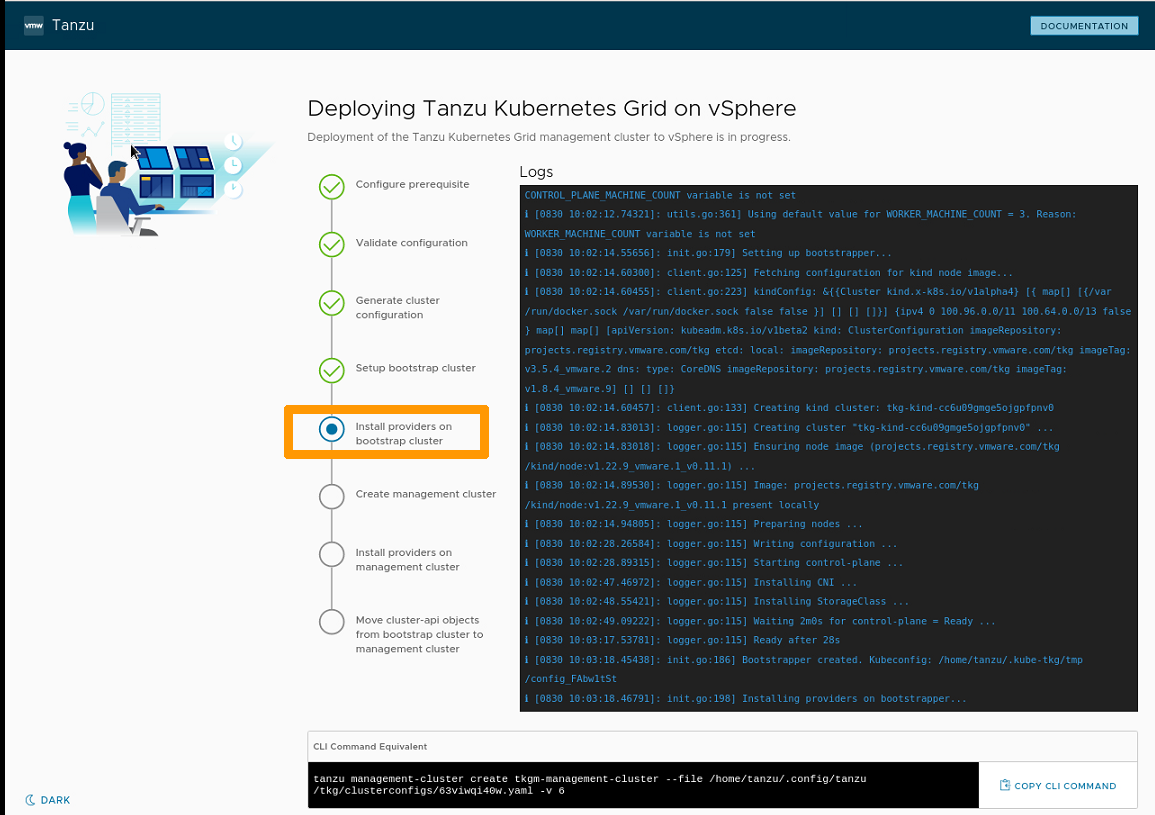 vmw Tanzu
DOCUMENTATION
Deploying Tanzu Kubernetes Grid on vSphere
Deployment of the Tanzu Kubernetes Grid management cluster to vSphere is in progress.
Configure prerequisite
Validate configuration
Generate cluster
configuration
Setup bootstrap cluster
Install providers on
bootstrap cluster
Create management cluster
Install providers on
management cluster
Move cluster-api objects
from bootstrap cluster to
management cluster
Logs
CONTROL_PLANE_MACHINE_COUNT variable is not set
ℹ [0830 10:02:12.74321]: utils.go:361] Using default value for WORKER_MACHINE_COUNT = 3. Reason:
WORKER_MACHINE_COUNT variable is not set
ℹ [0830 10:02:14.55656]: init.go:179] Setting up bootstrapper...
ℹ [0830 10:02:14.60300]: client.go:125] Fetching configuration for kind node image...
ℹ [0830 10:02:14.60455]: client.go:223] kindConfig: &{{Cluster kind.x-k8s.io/v1alpha4} [{ map[] [{/var
/run/docker.sock /var/run/docker.sock false false }] [] [] []}] {ipv4 0 100.96.0.0/11 100.64.0.0/13 false
} map[] map[] [apiVersion: kubeadm.k8s.io/v1beta2 kind: ClusterConfiguration imageRepository:
projects.registry.vmware.com/tkg etcd: local: imageRepository: projects.registry.vmware.com/tkg imageTag:
v3.5.4_vmware.2 dns: type: CoreDNS imageRepository: projects.registry.vmware.com/tkg imageTag:
v1.8.4_vmware.9] [] [] []}
ℹ [0830 10:02:14.60457]: client.go:133] Creating kind cluster: tkg-kind-cc6u09gmge5ojgpfpnv0
ℹ [0830 10:02:14.83013]: logger.go:115] Creating cluster "tkg-kind-cc6u09gmge5ojgpfpnv0" ...
ℹ [0830 10:02:14.83018]: logger.go:115] Ensuring node image (projects.registry.vmware.com/tkg
/kind/node:v1.22.9_vmware.1_v0.11.1) ...
ℹ [0830 10:02:14.89530]: logger.go:115] Image: projects.registry.vmware.com/tkg
/kind/node:v1.22.9_vmware.1_v0.11.1 present locally
ℹ [0830 10:02:14.94805]: logger.go:115] Preparing nodes ...
ℹ [0830 10:02:28.26584]: logger.go:115] Writing configuration ...
ℹ [0830 10:02:28.89315]: logger.go:115] Starting control-plane ...
ℹ [0830 10:02:47.46972]: logger.go:115] Installing CNI ...
ℹ [0830 10:02:48.55421]: logger.go:115] Installing StorageClass ...
ℹ [0830 10:02:49.09222]: logger.go:115] Waiting 2m0s for control-plane = Ready ...
ℹ [0830 10:03:17.53781]: logger.go:115] Ready after 28s
ℹ [0830 10:03:18.45438]: init.go:186] Bootstrapper created. Kubeconfig: /home/tanzu/.kube-tkg/tmp
/config_FAbw1tSt
ℹ [0830 10:03:18.46791]: init.go:198] Installing providers on bootstrapper...
CLI Command Equivalent
tanzu management-cluster create tkgm-management-cluster --file /home/tanzu/.config/tanzu
/tkg/clusterconfigs/63viwqi40w.yaml -v 6
COPY CLI COMMAND
DARK